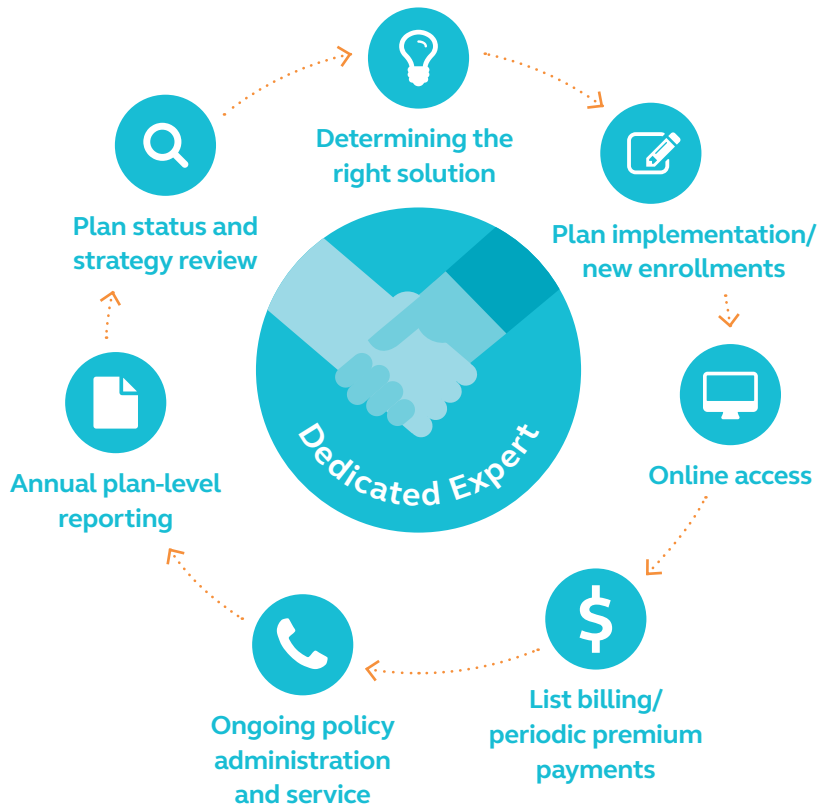 Determining the
right solution
Plan implementation/
new enrollments
Online access
$
List billing/
periodic premium
payments
Ongoing policy
administration
and service
Annual plan-level
reporting
Plan status and
strategy review
Dedicated Expert